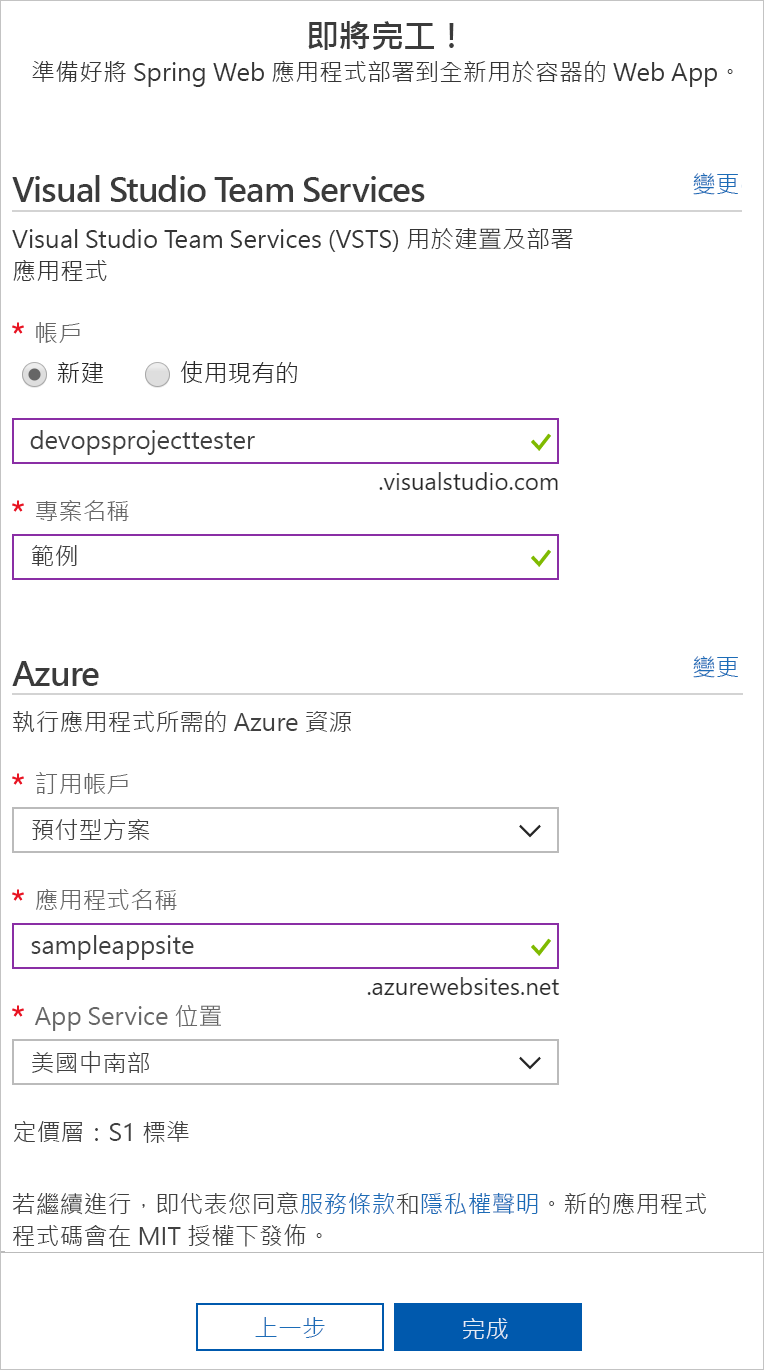 即將完工！
準備好將 Spring Web 應用程式部署到全新用於容器的 Web App。
Visual Studio Team Services 變更
Visual Studio Team Services (VSTS) 用於建置及部署
應用程式
* 帳戶
新建 使用現有的
devopsprojecttester
.visualstudio.com
* 專案名稱
範例
Azure 變更
執行應用程式所需的 Azure 資源
* 訂用帳戶
預付型方案
* 應用程式名稱
sampleappsite
.azurewebsites.net
* App Service 位置
美國中南部
定價層：S1 標準
若繼續進行，即代表您同意服務條款和隱私權聲明。新的應用程式
程式碼會在 MIT 授權下發佈。
上一步 完成